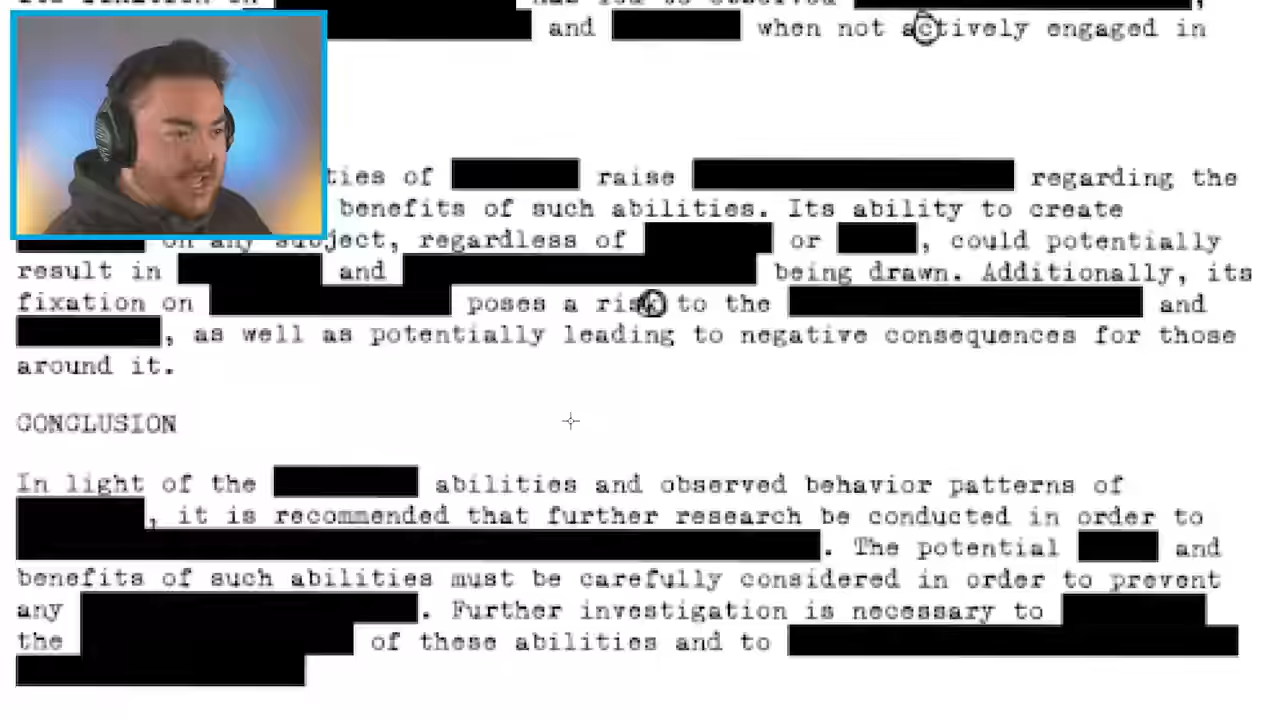 and when not actively engaged in
ties of raise regarding the
benefits of such abilities. Its ability to create
on any subject, regardless of or , could potentially
result in and being drawn. Additionally, its
fixation on poses a risk to the and
, as well as potentially leading to negative consequences for those
around it.
CONCLUSION
In light of the abilities and observed behavior patterns of
, it is recommended that further research be conducted in order to
. The potential and
benefits of such abilities must be carefully considered in order to prevent
any . Further investigation is necessary to
the of these abilities and to